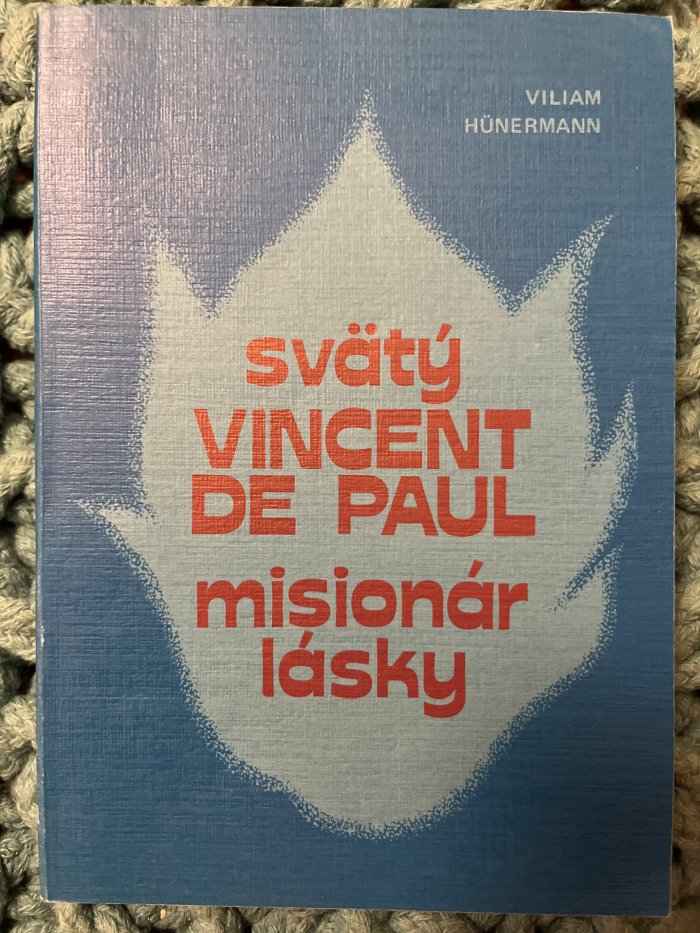 VILIAM
HÜNERMANN
svätý
VINCENT
DE PAUL
misionár
lásky